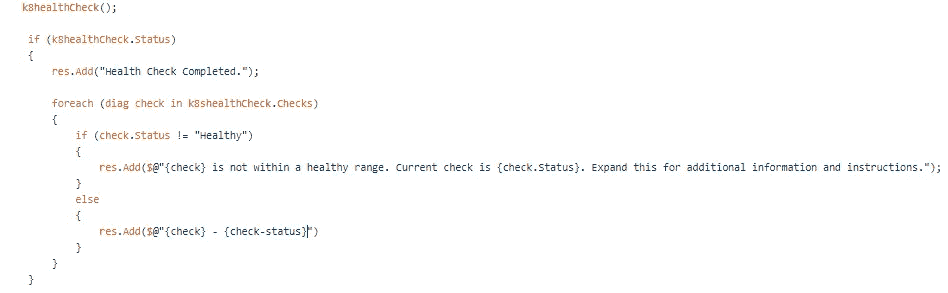 k8healthCheck();
if (k8healthCheck.Status)
{
res.Add("Health Check Completed.");
foreach (diag check in k8shealthCheck.Checks)
{
if (check.Status != "Healthy")
{
res.Add($@"{check} is not within a healthy range. Current check is {check.Status}. Expand this for additional information and instructions.");
}
else
{
res.Add($@"{check} - {check-status}")
}
}
}